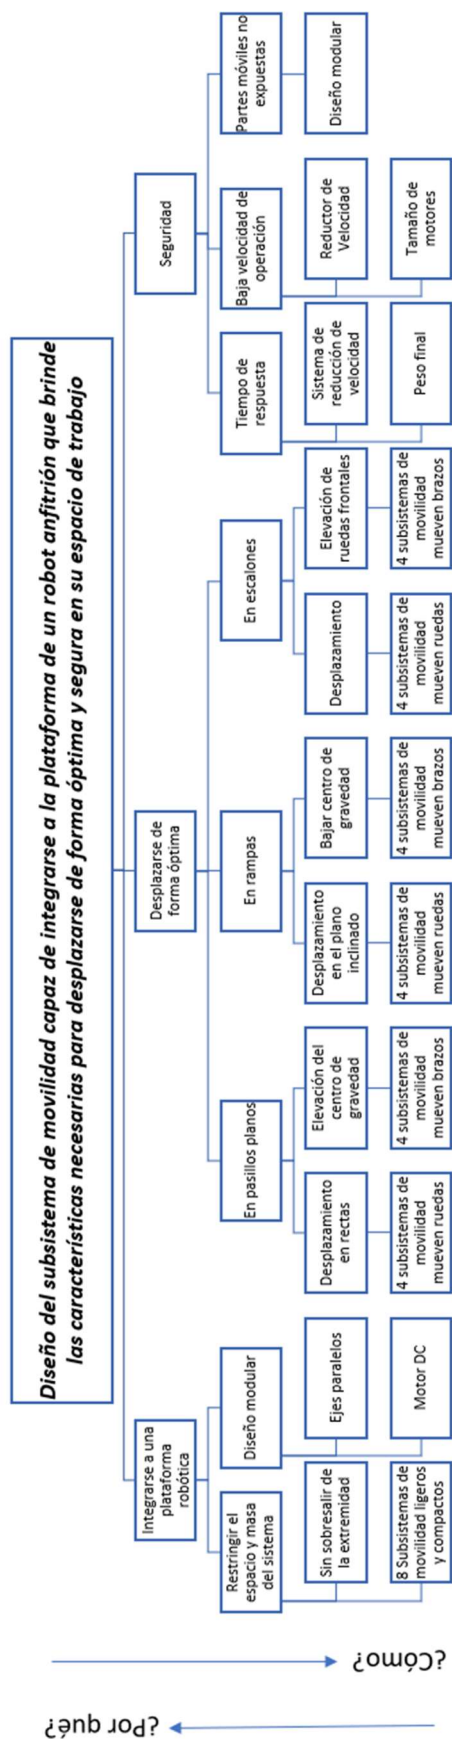 Diseño del subsistema de movilidad capaz de integrarse a la plataforma de un robot anfitrión que brinde
las características necesarias para desplazarse de forma óptima y segura en su espacio de trabajo
¿Por qué?
¿Cómo?
Integrarse a una
plataforma
robótica
Desplazarse de
forma óptima
Seguridad
Restringir el
espacio y masa
del sistema
Diseño modular
En pasillos planos
En rampas
En escalones
Tiempo de
respuesta
Baja velocidad de
operación
Partes móviles no
expuestas
Sin sobresalir de
la extremidad
Ejes paralelos
Desplazamiento
en rectas
Elevación del
centro de
gravedad
Desplazamiento
en el plano
inclinado
Bajar centro de
gravedad
Desplazamiento
Elevación de
ruedas frontales
Sistema de
reducción de
velocidad
Reductor de
Velocidad
Diseño modular
8 Subsistemas de
movilidad ligeros
y compactos
Motor DC
4 subsistemas de
movilidad
mueven ruedas
4 subsistemas de
movilidad
mueven brazos
4 subsistemas de
movilidad
mueven ruedas
4 subsistemas de
movilidad
mueven brazos
4 subsistemas de
movilidad
mueven ruedas
4 subsistemas de
movilidad
mueven brazos
Peso final
Tamaño de
motores